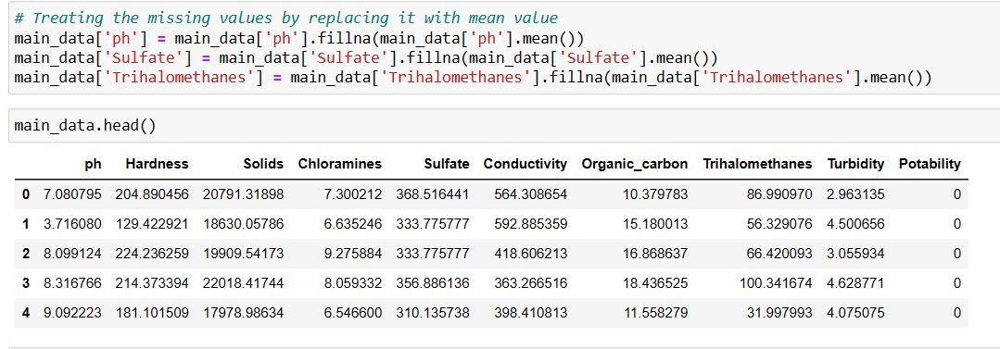 # Treating the missing values by replacing it with mean value
main_data['ph'] = main_data['ph'].fillna(main_data['ph'].mean())
main_data['Sulfate'] = main_data['Sulfate'].fillna(main_data['Sulfate'].mean())
main_data['Trihalomethanes'] = main_data['Trihalomethanes'].fillna(main_data['Trihalomethanes'].mean())
main_data.head()
ph Hardness Solids Chloramines Sulfate Conductivity Organic_carbon Trihalomethanes Turbidity Potability
0 7.080795 204.890456 20791.31898 7.300212 368.516441 564.308654 10.379783 86.990970 2.963135 0
1 3.716080 129.422921 18630.05786 6.635246 333.775777 592.885359 15.180013 56.329076 4.500656 0
2 8.099124 224.236259 19909.54173 9.275884 333.775777 418.606213 16.868637 66.420093 3.055934 0
3 8.316766 214.373394 22018.41744 8.059332 356.886136 363.266516 18.436525 100.341674 4.628771 0
4 9.092223 181.101509 17978.98634 6.546600 310.135738 398.410813 11.558279 31.997993 4.075075 0